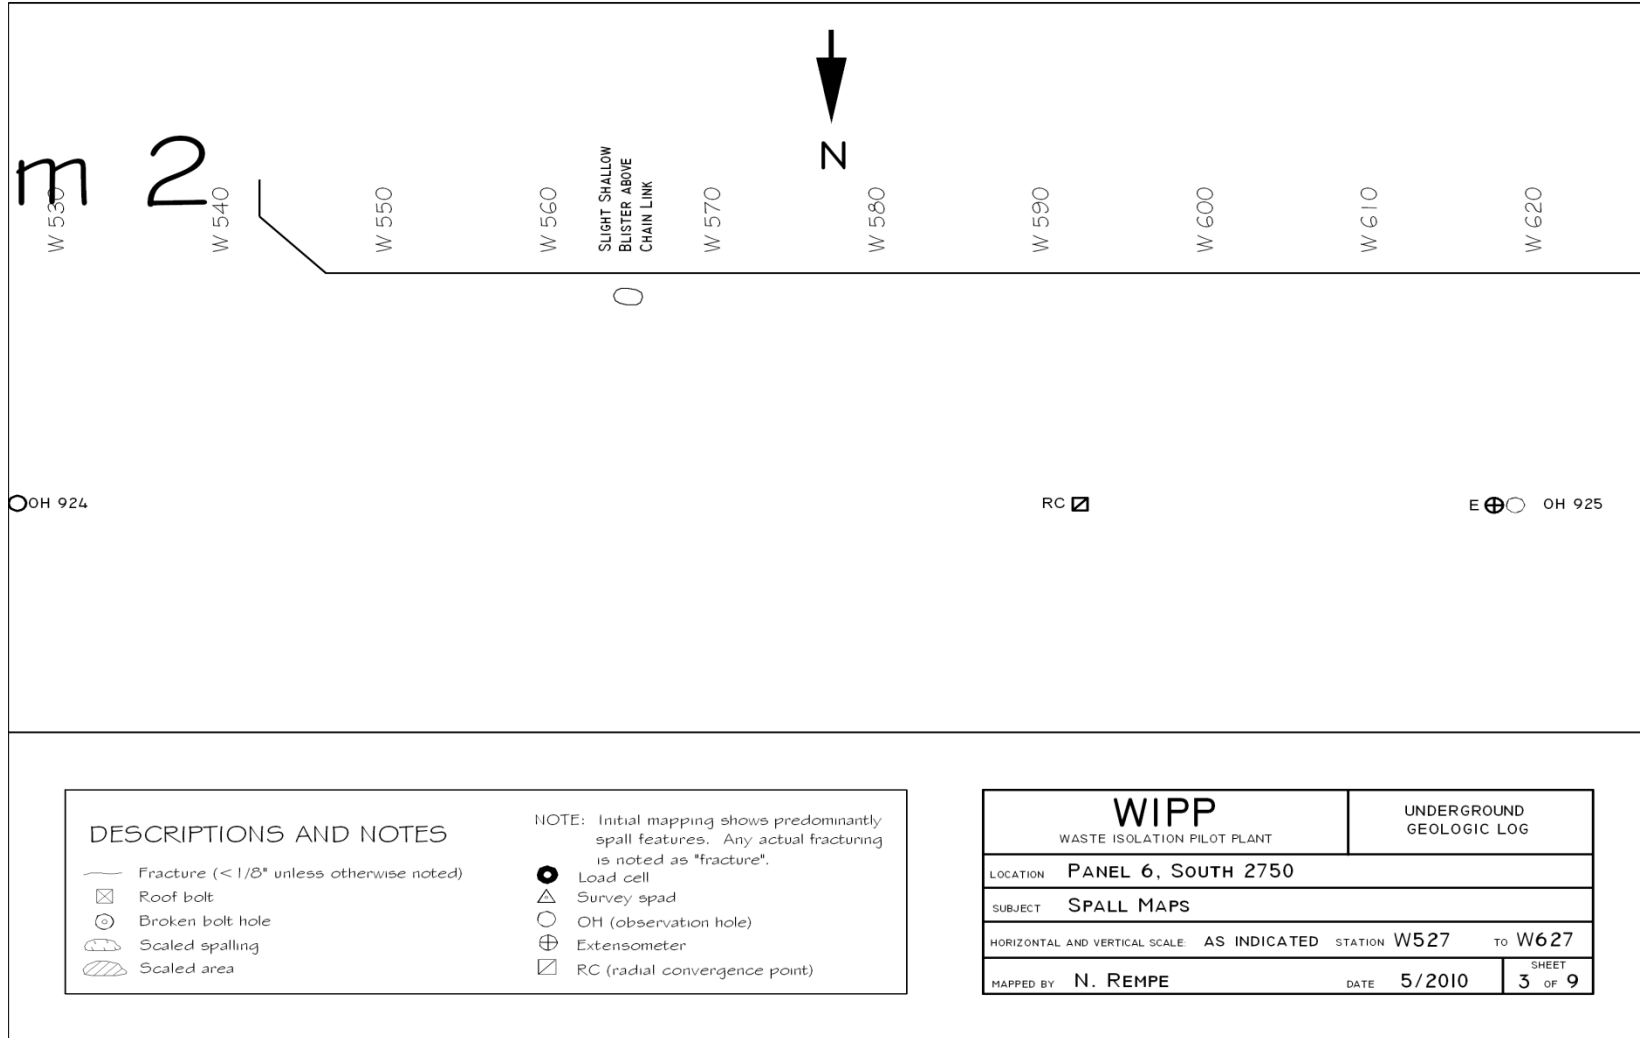 N
m 2
W 530
W 540
W 550
W 560
SLIGHT SHALLOW
BLISTER ABOVE
CHAIN LINK
W 570
W 580
W 590
W 600
W 610
W 620
OH 924
RC
E
OH 925
DESCRIPTIONS AND NOTES
Fracture (< 1/8" unless otherwise noted)
Roof bolt
Broken bolt hole
Scaled spalling
Scaled area
NOTE: Initial mapping shows predominantly
spall features. Any actual fracturing
is noted as "fracture".
Load cell
Survey spad
OH (observation hole)
Extensometer
RC (radial convergence point)
WIPP
WASTE ISOLATION PILOT PLANT
UNDERGROUND
GEOLOGIC LOG
LOCATION PANEL 6, SOUTH 2750
SUBJECT SPALL MAPS
HORIZONTAL AND VERTICAL SCALE: AS INDICATED STATION W527 TO W627
MAPPED BY N. REMPE DATE 5/2010
SHEET
3 OF 9